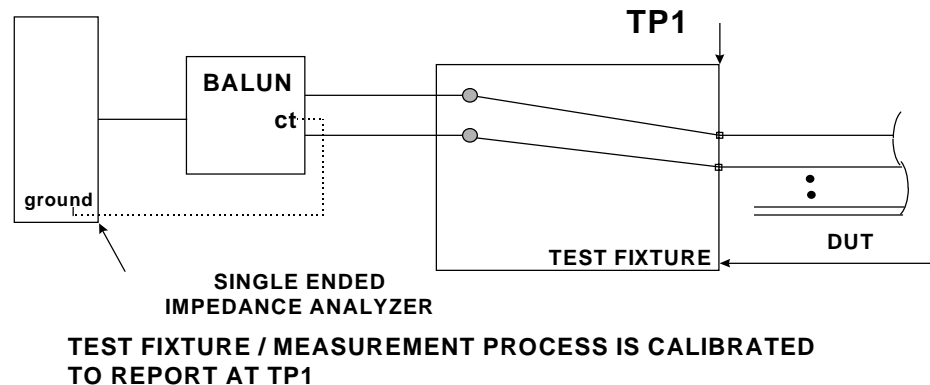 TP1
BALUN
ct
ground
TEST FIXTURE
DUT
SINGLE ENDED
IMPEDANCE ANALYZER
TEST FIXTURE / MEASUREMENT PROCESS IS CALIBRATED
TO REPORT AT TP1